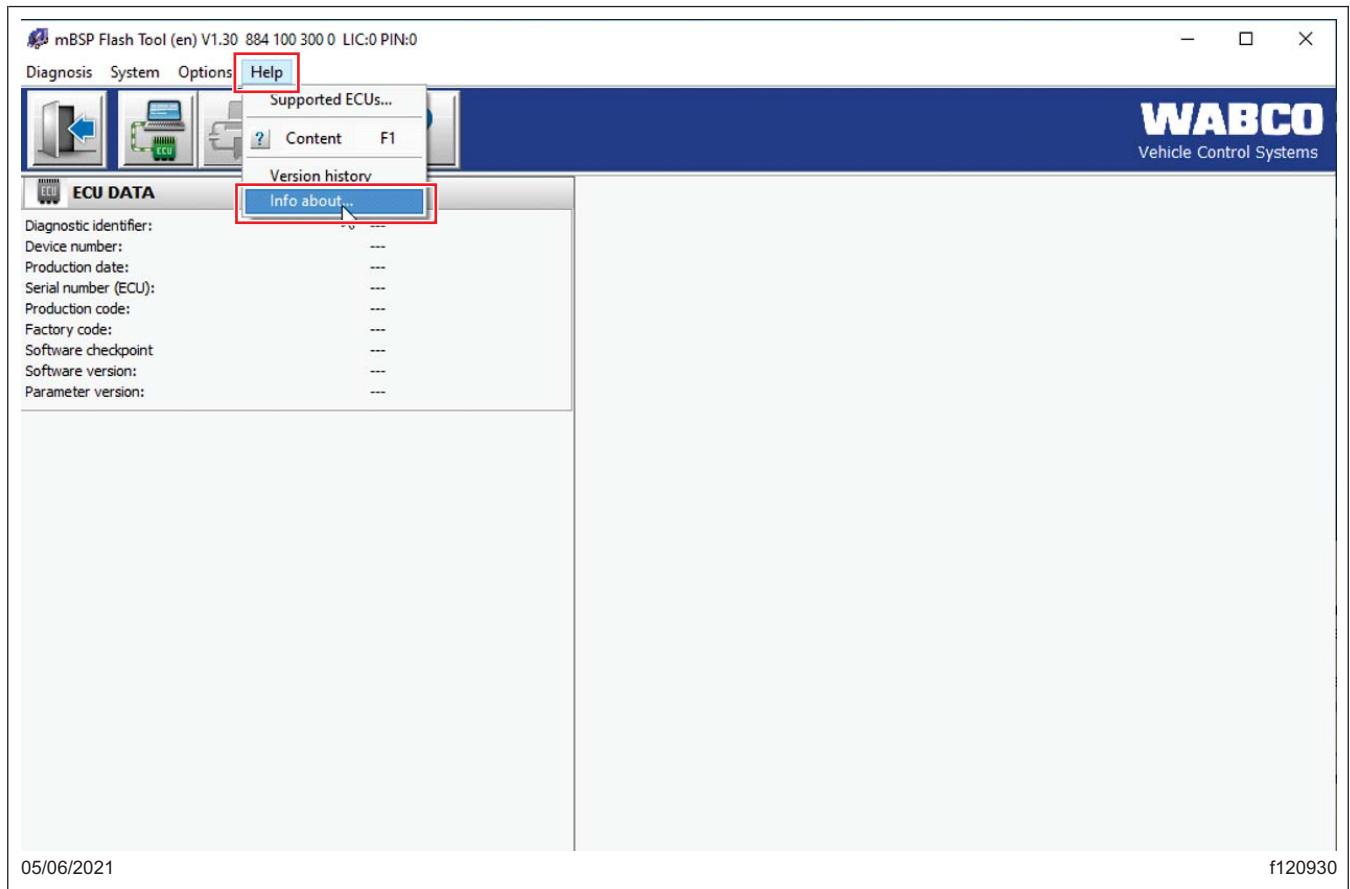 mBSP Flash Tool (en) V1.30 884 100 300 0 LIC:0 PIN:0
Diagnosis System Options Help
Supported ECUs...
? Content F1
Version history
Info about...
ECU
WABCO
Vehicle Control Systems
ECU ECU DATA
Diagnostic identifier: ---
Device number: ---
Production date: ---
Serial number (ECU): ---
Production code: ---
Factory code: ---
Software checkpoint ---
Software version: ---
Parameter version: ---
05/06/2021 f120930